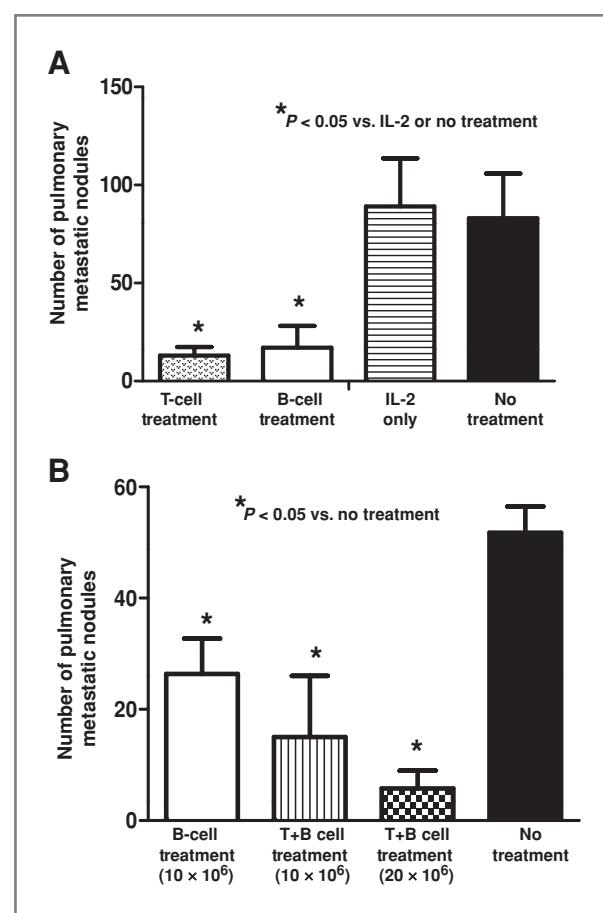 A
Number of pulmonary
metastatic nodules
150
100
50
0
*P < 0.05 vs. IL-2 or no treatment
*
*
T-cell
treatment
B-cell
treatment
IL-2
only
No
treatment
B
Number of pulmonary
metastatic nodules
60
40
20
0
*P < 0.05 vs. no treatment
*
*
*
B-cell
treatment
(10 × 10⁶)
T+B cell
treatment
(10 × 10⁶)
T+B cell
treatment
(20 × 10⁶)
No
treatment